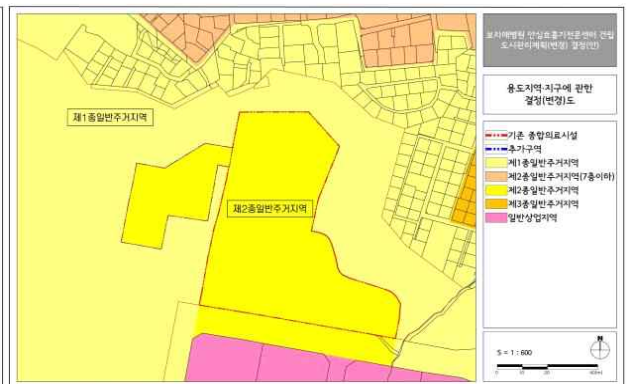 보라매병원 안심호흡기전문센터 건립
도시관리계획(변경) 결정(안)
용도지역·지구에 관한
결정(변경)도
제1종일반주거지역
제2종일반주거지역
기존 종합의료시설
추가구역
제1종일반주거지역
제2종일반주거지역(7층이하)
제2종일반주거지역
제3종일반주거지역
일반상업지역
S = 1 : 600
N